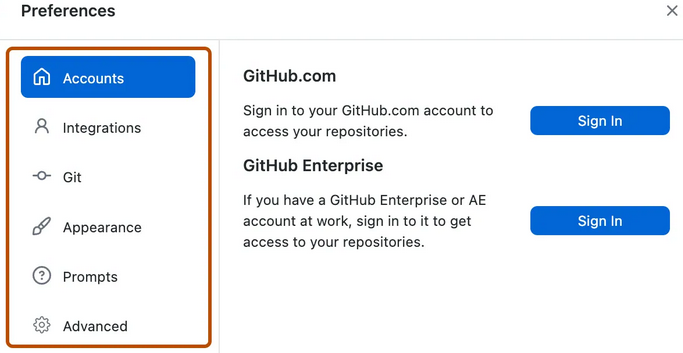 Preferences
Accounts
Integrations
Git
Appearance
Prompts
Advanced
GitHub.com
Sign in to your GitHub.com account to
access your repositories.
Sign In
GitHub Enterprise
If you have a GitHub Enterprise or AE
account at work, sign in to it to get
access to your repositories.
Sign In